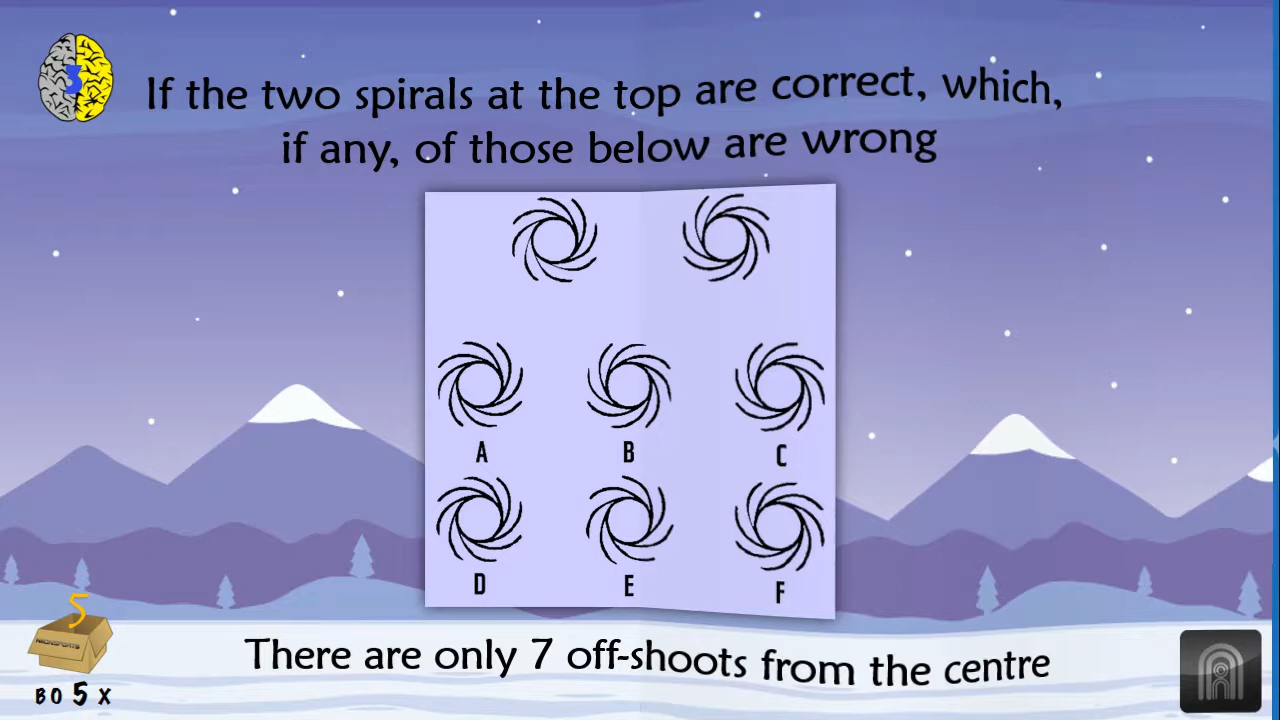 3
If the two spirals at the top are correct, which,
if any, of those below are wrong
A
B
C
D
E
F
5
There are only 7 off-shoots from the centre
BO 5 X